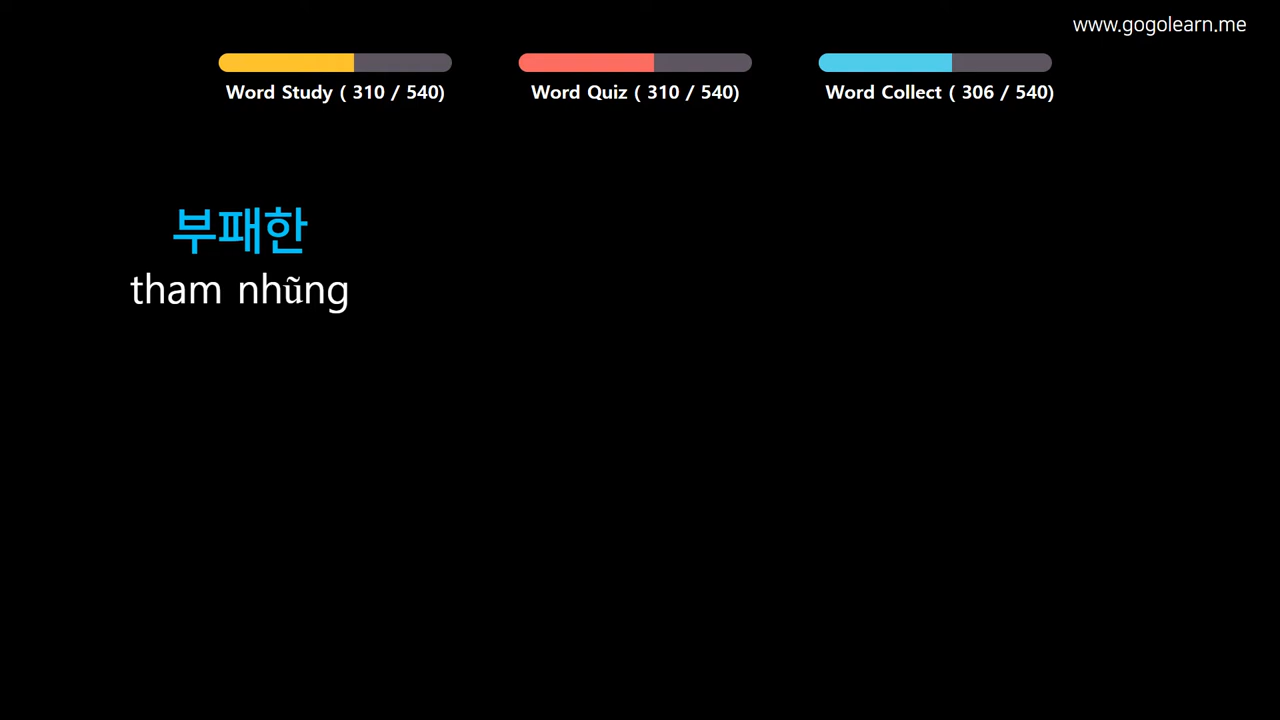 www.gogolearn.me
Word Study ( 310 / 540)
Word Quiz ( 310 / 540)
Word Collect ( 306 / 540)
부패한
tham nhũng